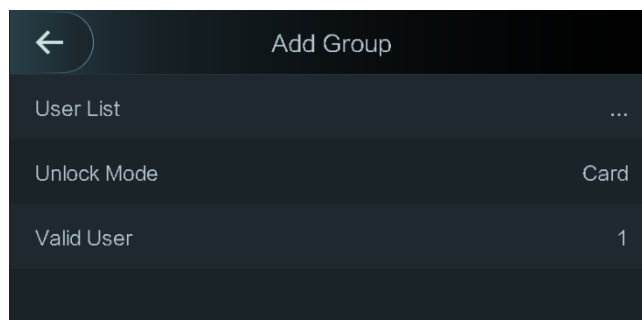 Add Group
User List ...
Unlock Mode Card
Valid User 1